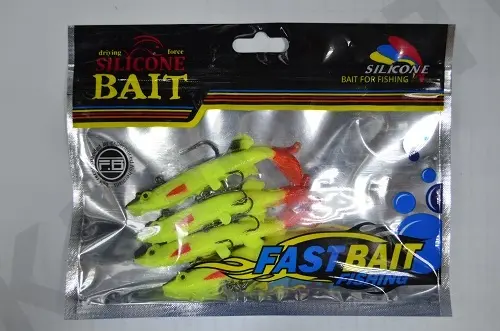 driving force
SILICONE
BAIT
SILICONE
BAIT FOR FISHING
F.B
FASTBAIT
FISHING